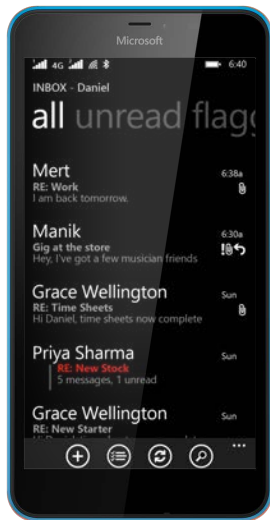 Microsoft
4G 6:40
INBOX - Daniel
all unread flagg
Mert 6:38a
RE: Work
I am back tomorrow.
Manik 6:30a
Gig at the store
Hey, I've got a few musician friends
Grace Wellington Sun
RE: Time Sheets
Hi Daniel, time sheets now complete
Priya Sharma Sun
RE: New Stock
5 messages, 1 unread
Grace Wellington Sun
RE: New Starter